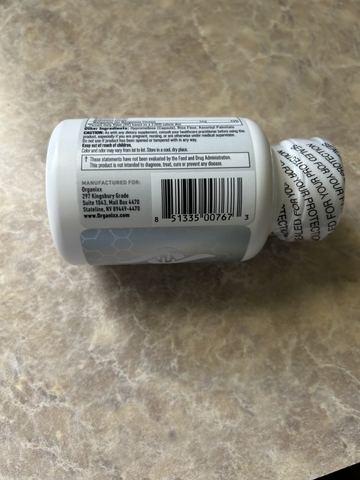 Other Ingredients: Hypromellose (Capsule), Rice Flour, Ascorbyl Palmitate
CAUTION: As with any dietary supplement, consult your healthcare practitioner before using this
product, especially if you are pregnant, nursing, or are otherwise under medical supervision.
Do not use if product has been opened or tampered with in any way.
Keep out of reach of children.
Color and odor may vary from lot to lot. Store in a cool, dry place.
† These statements have not been evaluated by the Food and Drug Administration.
This product is not intended to diagnose, treat, cure or prevent any disease.
MANUFACTURED FOR:
Organixx
297 Kingsbury Grade
Suite 1043, Mail Box 4470
Stateline, NV 89449-4470
www.Organixx.com
8 51335 00767 3
PROTECTION
FOR YOUR PROTECTION
SEALED FOR YOU